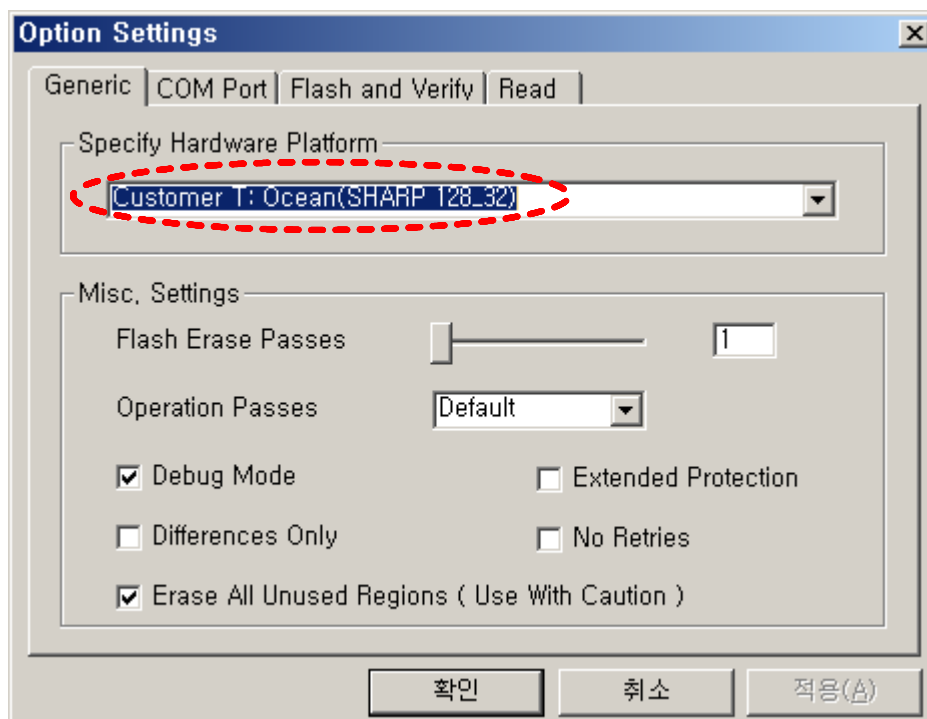 Option Settings
Generic COM Port Flash and Verify Read
Specify Hardware Platform
Customer T: Ocean(SHARP 128_32)
Misc, Settings
Flash Erase Passes 1
Operation Passes Default
Debug Mode Extended Protection
Differences Only No Retries
Erase All Unused Regions ( Use With Caution )
확인 취소 적용(A)